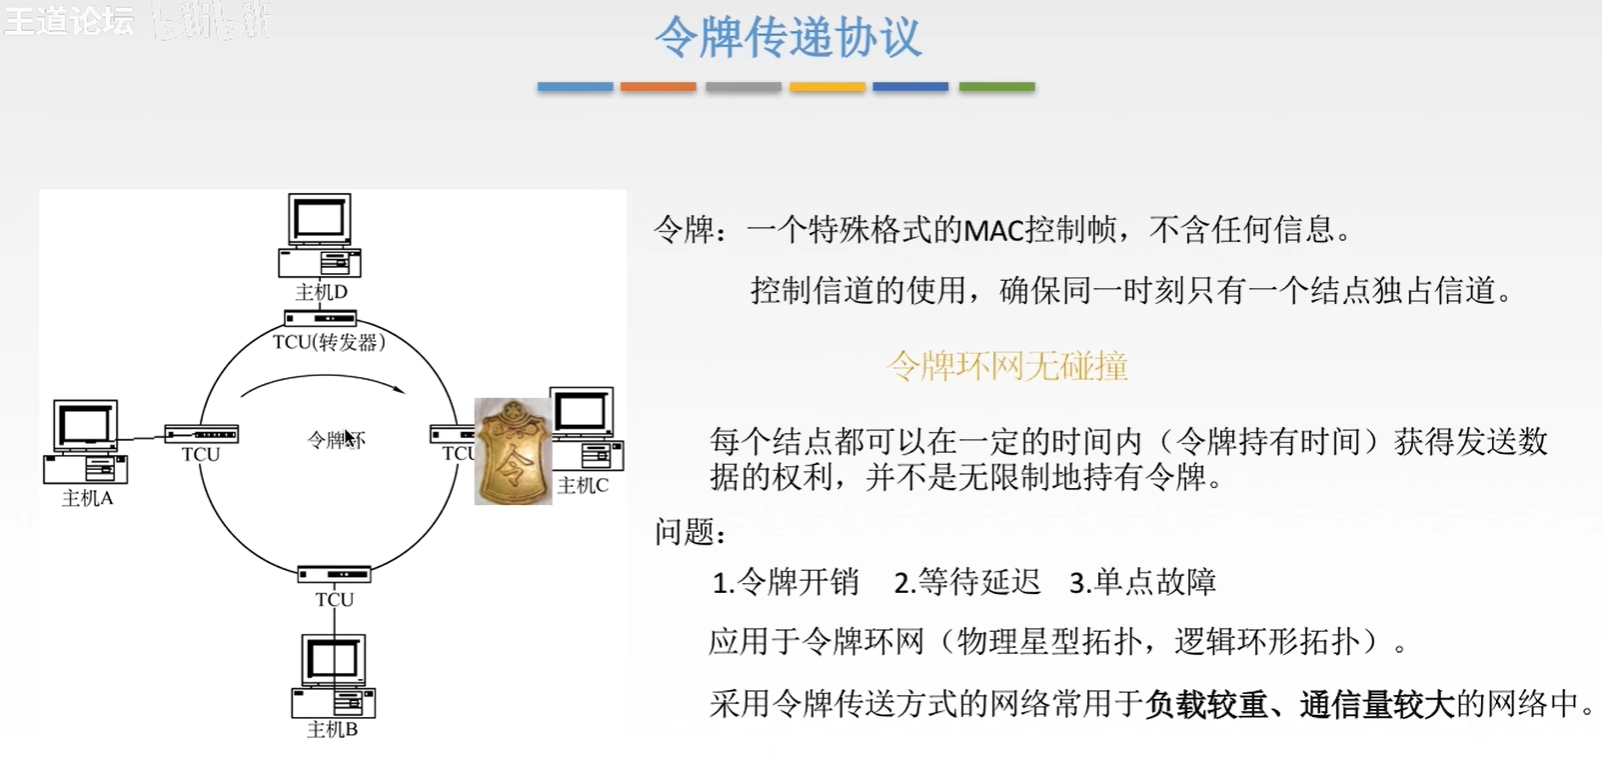 王道论坛 bilibili
令牌传递协议
令牌：一个特殊格式的MAC控制帧，不含任何信息。
控制信道的使用，确保同一时刻只有一个结点独占信道。
令牌环网无碰撞
每个结点都可以在一定的时间内（令牌持有时间）获得发送数
据的权利，并不是无限制地持有令牌。
问题：
1.令牌开销 2.等待延迟 3.单点故障
应用于令牌环网（物理星型拓扑，逻辑环形拓扑）。
采用令牌传送方式的网络常用于负载较重、通信量较大的网络中。
主机D
TCU(转发器)
令牌环
TCU
主机A
TCU
令
主机C
TCU
主机B